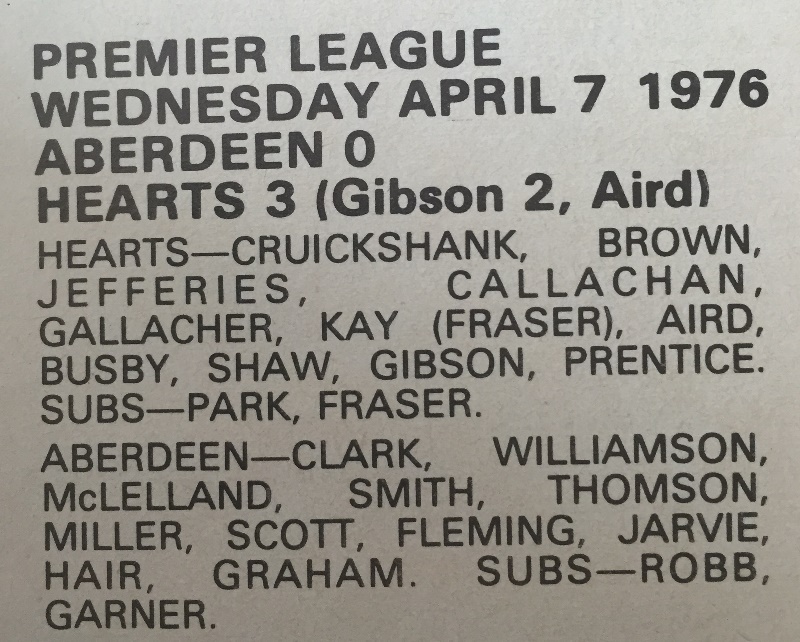 PREMIER LEAGUE
WEDNESDAY APRIL 7 1976
ABERDEEN 0
HEARTS 3 (Gibson 2, Aird)
HEARTS—CRUICKSHANK, BROWN,
JEFFERIES, CALLACHAN,
GALLACHER, KAY (FRASER), AIRD,
BUSBY, SHAW, GIBSON, PRENTICE.
SUBS—PARK, FRASER.
ABERDEEN—CLARK, WILLIAMSON,
McLELLAND, SMITH, THOMSON,
MILLER, SCOTT, FLEMING, JARVIE,
HAIR, GRAHAM. SUBS—ROBB,
GARNER.